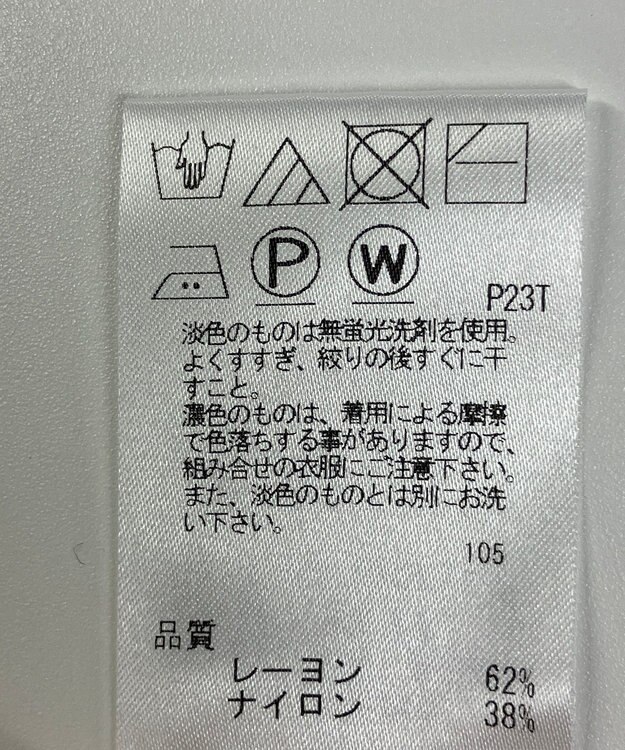 P W
P23T
淡色のものは無蛍光洗剤を使用。
よくすすぎ、絞りの後すぐに干
すこと。
濃色のものは、着用による摩擦
で色落ちする事がありますので、
組み合せの衣服にご注意下さい。
また、淡色のものとは別にお洗
い下さい。
105
品質
レーヨン 62%
ナイロン 38%